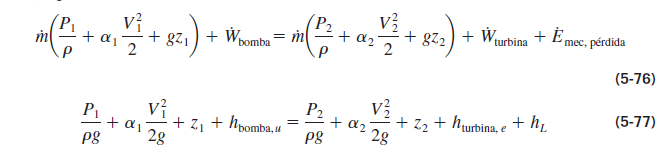 ṁ(P₁/ρ + α₁ V₁²/2 + gz₁) + Ẇ_bomba = ṁ(P₂/ρ + α₂ V₂²/2 + gz₂) + Ẇ_turbina + Ė_mec, pérdida
(5-76)
P₁/ρg + α₁ V₁²/2g + z₁ + h_bomba, u = P₂/ρg + α₂ V₂²/2g + z₂ + h_turbina, e + h_L (5-77)